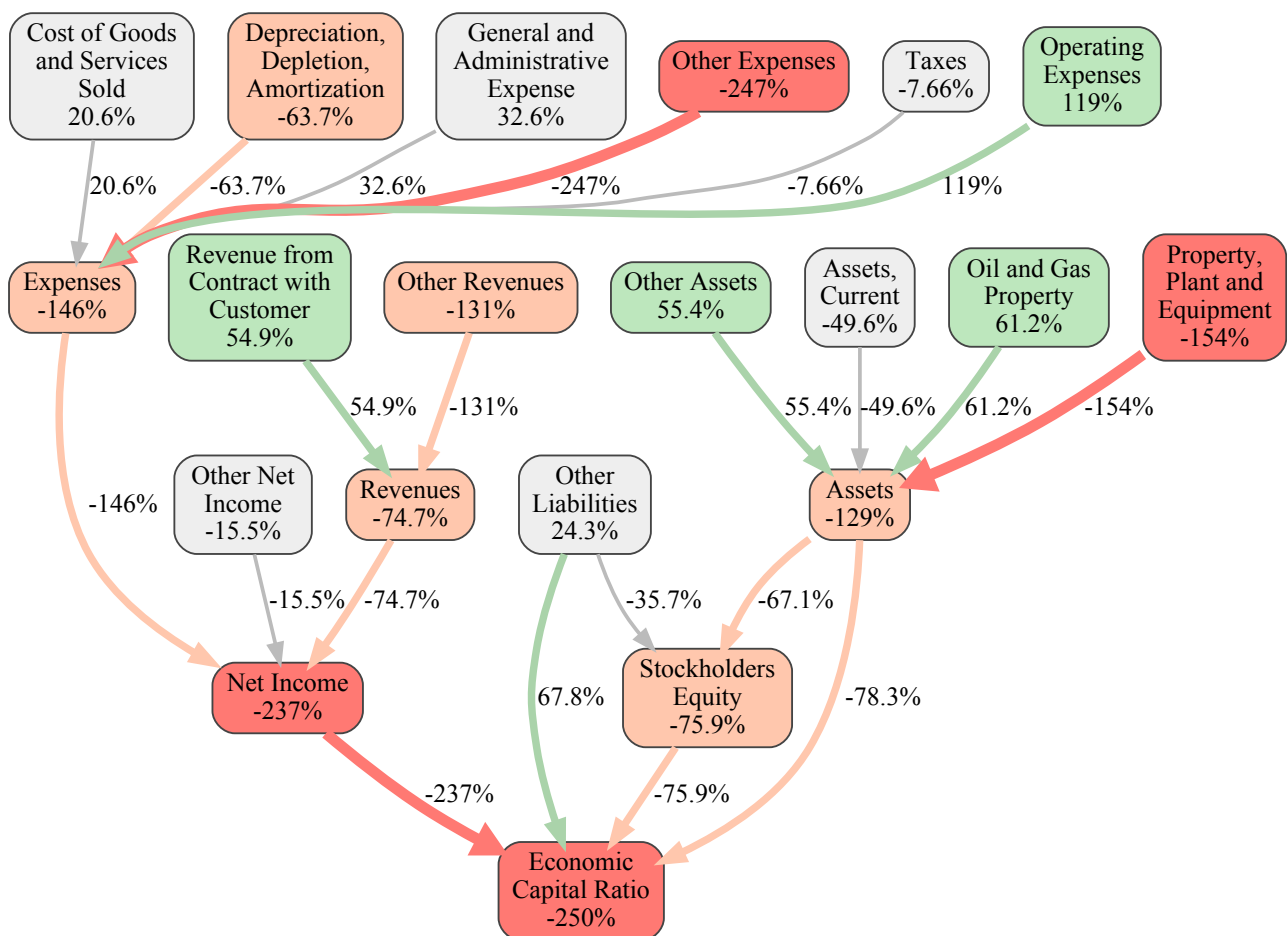 Cost of Goods
and Services
Sold
20.6%
Depreciation,
Depletion,
Amortization
-63.7%
General and
Administrative
Expense
32.6%
Other Expenses
-247%
Taxes
-7.66%
Operating
Expenses
119%
20.6%
-63.7%
32.6%
-247%
-7.66%
119%
Expenses
-146%
Revenue from
Contract with
Customer
54.9%
Other Revenues
-131%
Other Assets
55.4%
Assets,
Current
-49.6%
Oil and Gas
Property
61.2%
Property,
Plant and
Equipment
-154%
54.9%
-131%
55.4%
-49.6%
61.2%
-154%
-146%
Other Net
Income
-15.5%
Revenues
-74.7%
Other
Liabilities
24.3%
Assets
-129%
-15.5%
-74.7%
-35.7%
-67.1%
Net Income
-237%
67.8%
Stockholders
Equity
-75.9%
-78.3%
-237%
-75.9%
Economic
Capital Ratio
-250%